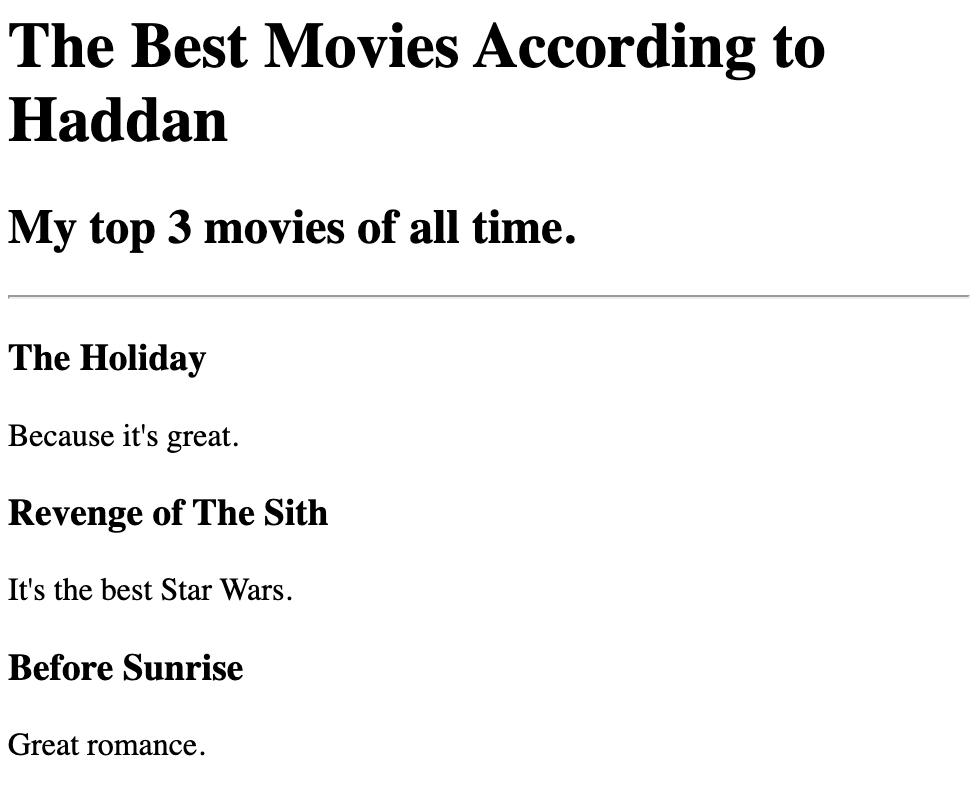 The Best Movies According to
Haddan
My top 3 movies of all time.
The Holiday
Because it's great.
Revenge of The Sith
It's the best Star Wars.
Before Sunrise
Great romance.